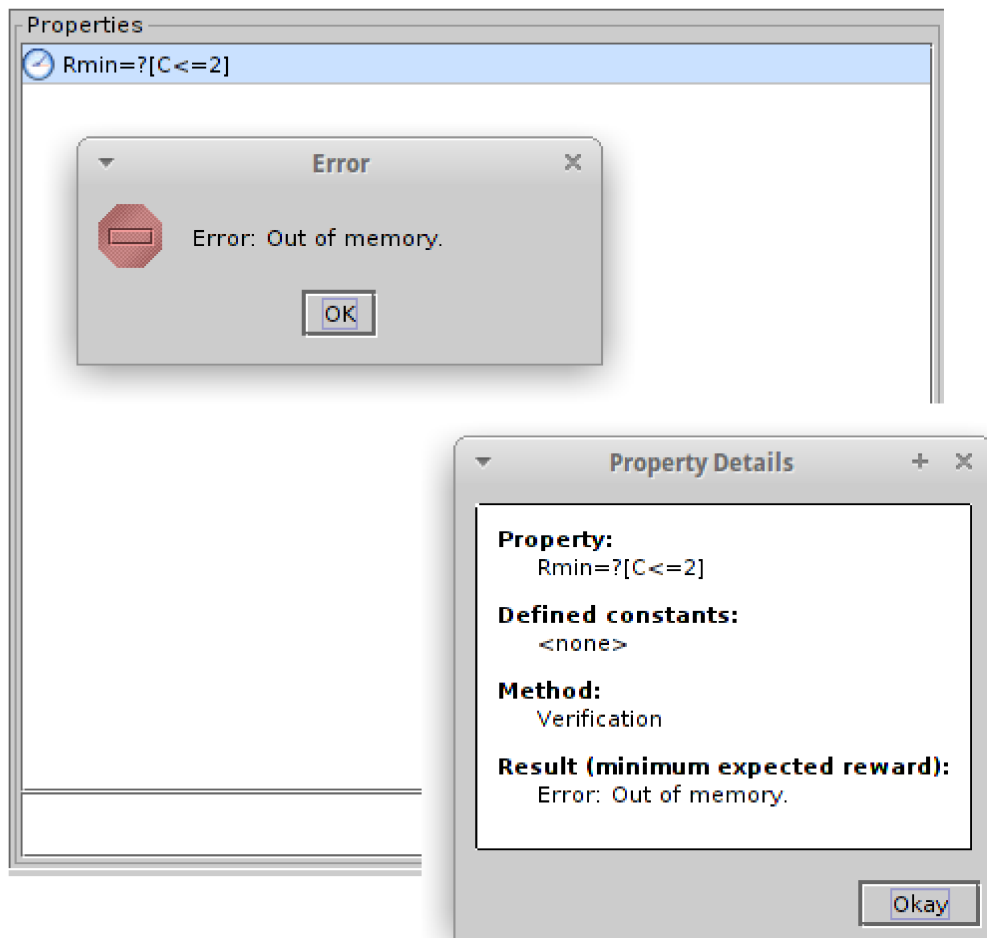 Properties
Rmin=?[C<=2]
Error
Error: Out of memory.
OK
Property Details
Property:
Rmin=?[C<=2]
Defined constants:
<none>
Method:
Verification
Result (minimum expected reward):
Error: Out of memory.
Okay